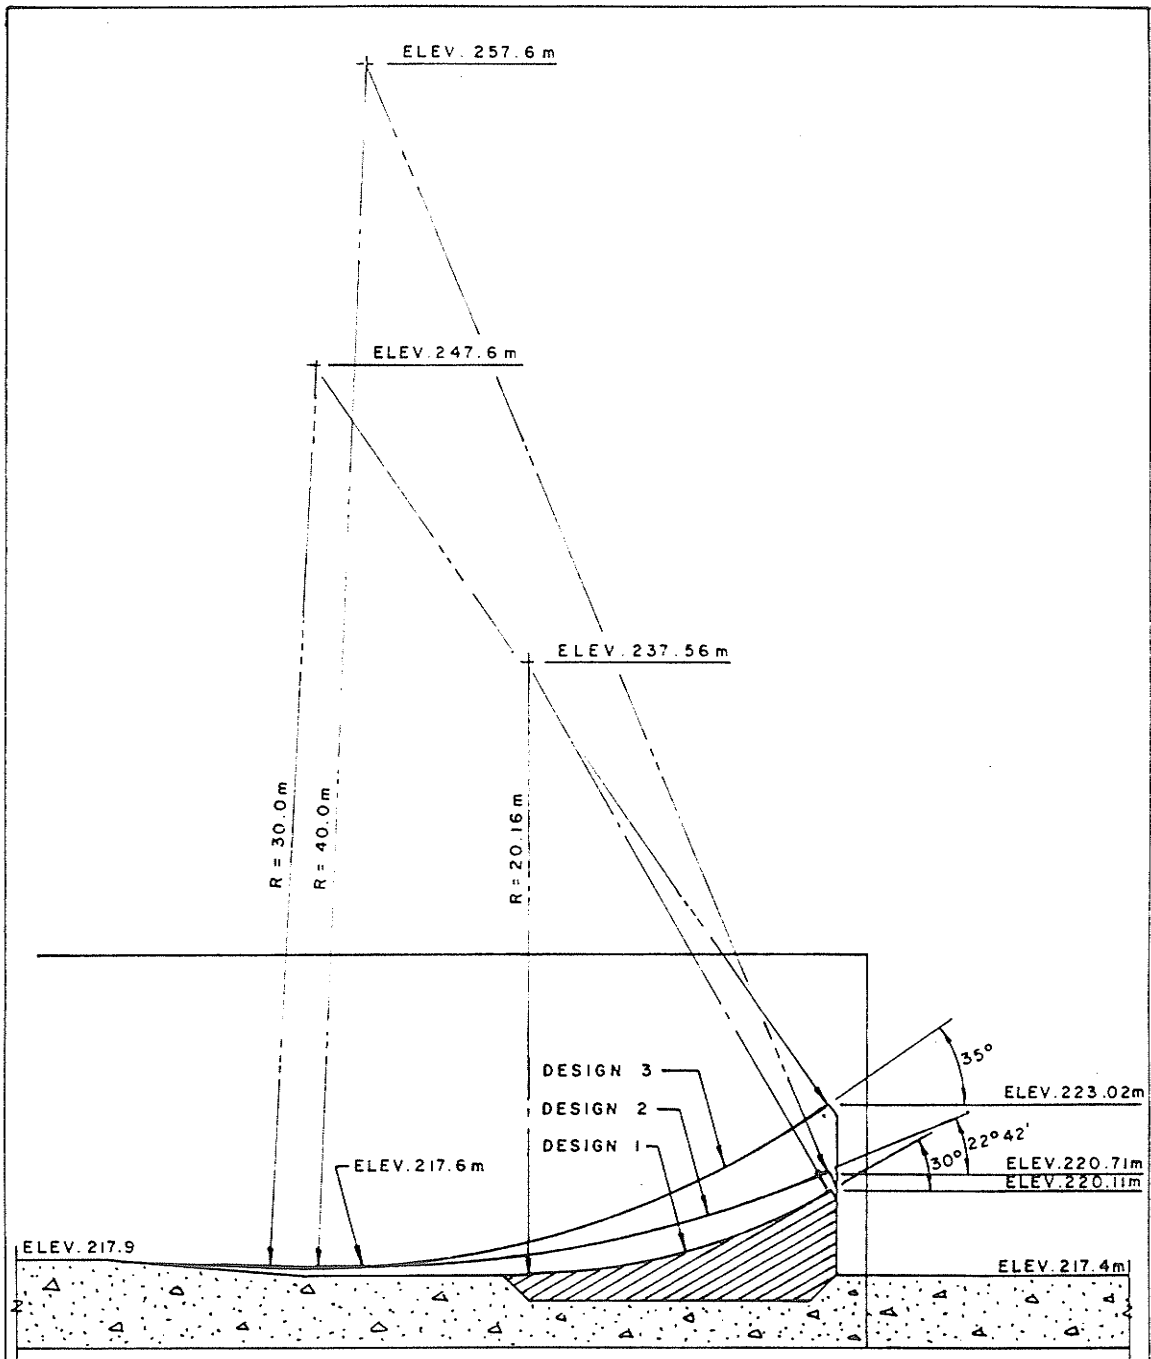 ELEV. 257.6 m
ELEV. 247.6 m
ELEV. 237.56 m
R = 30.0 m
R = 40.0 m
R = 20.16 m
35°
DESIGN 3
ELEV. 223.02m
DESIGN 2
22° 42'
DESIGN 1
30°
ELEV. 217.6 m
ELEV. 220.71m
ELEV. 220.11m
ELEV. 217.9
ELEV. 217.4m